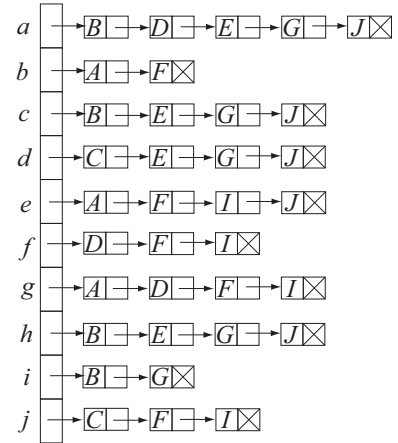 a B D E G J
b A F
c B E G J
d C E G J
e A F I J
f D F I
g A D F I
h B E G J
i B G
j C F I